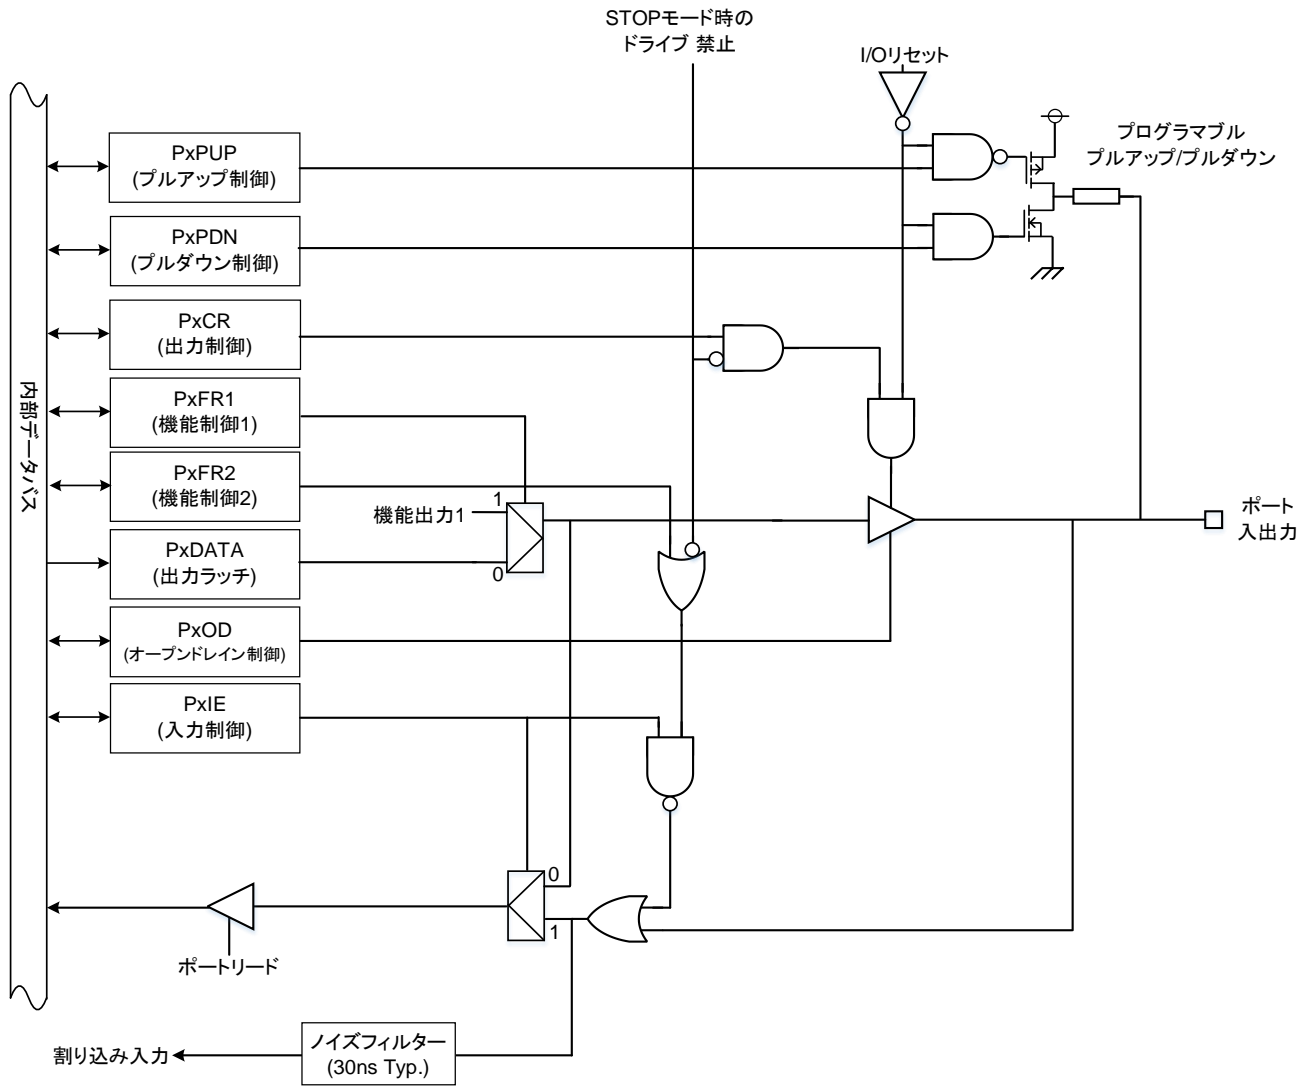 STOPモード時の
ドライブ 禁止
I/Oリセット
プログラマブル
プルアップ/プルダウン
PxPUP
(プルアップ制御)
PxPDN
(プルダウン制御)
PxCR
(出力制御)
PxFR1
(機能制御1)
内部データバス
PxFR2
(機能制御2)
機能出力1
1
0
ポート
入出力
PxDATA
(出力ラッチ)
PxOD
(オープンドレイン制御)
PxIE
(入力制御)
0
1
ポートリード
割り込み入力
ノイズフィルター
(30ns Typ.)